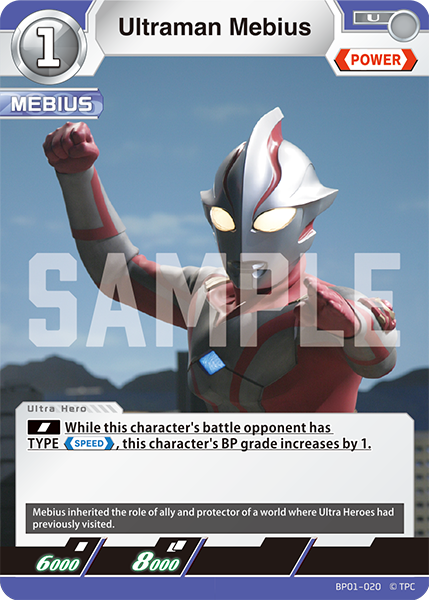 1
Ultraman Mebius
U
POWER
MEBIUS
SAMPLE
Ultra Hero
While this character's battle opponent has
TYPE SPEED, this character's BP grade increases by 1.
Mebius inherited the role of ally and protector of a world where Ultra Heroes had
previously visited.
6000 8000
BP01-020 © TPC